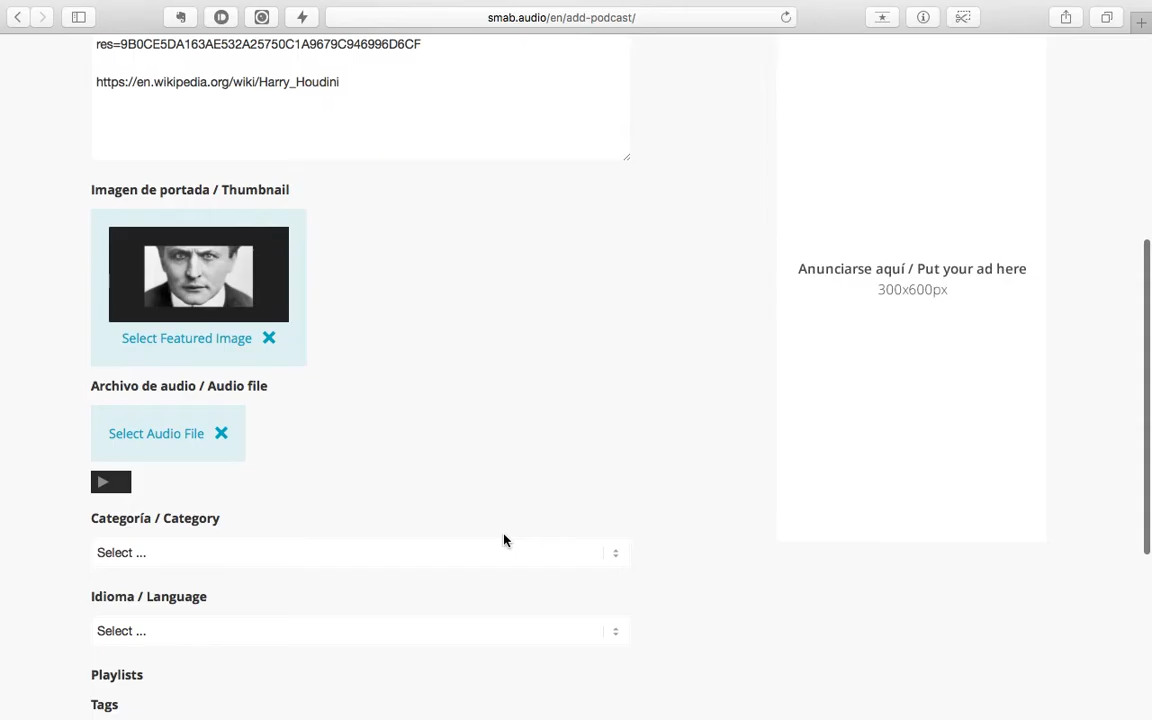 smab.audio/en/add-podcast/
res=9B0CE5DA163AE532A25750C1A9679C946996D6CF
https://en.wikipedia.org/wiki/Harry_Houdini
Imagen de portada / Thumbnail
Select Featured Image
Archivo de audio / Audio file
Select Audio File
Categoría / Category
Select ...
Idioma / Language
Select ...
Playlists
Tags
Anunciarse aquí / Put your ad here
300x600px